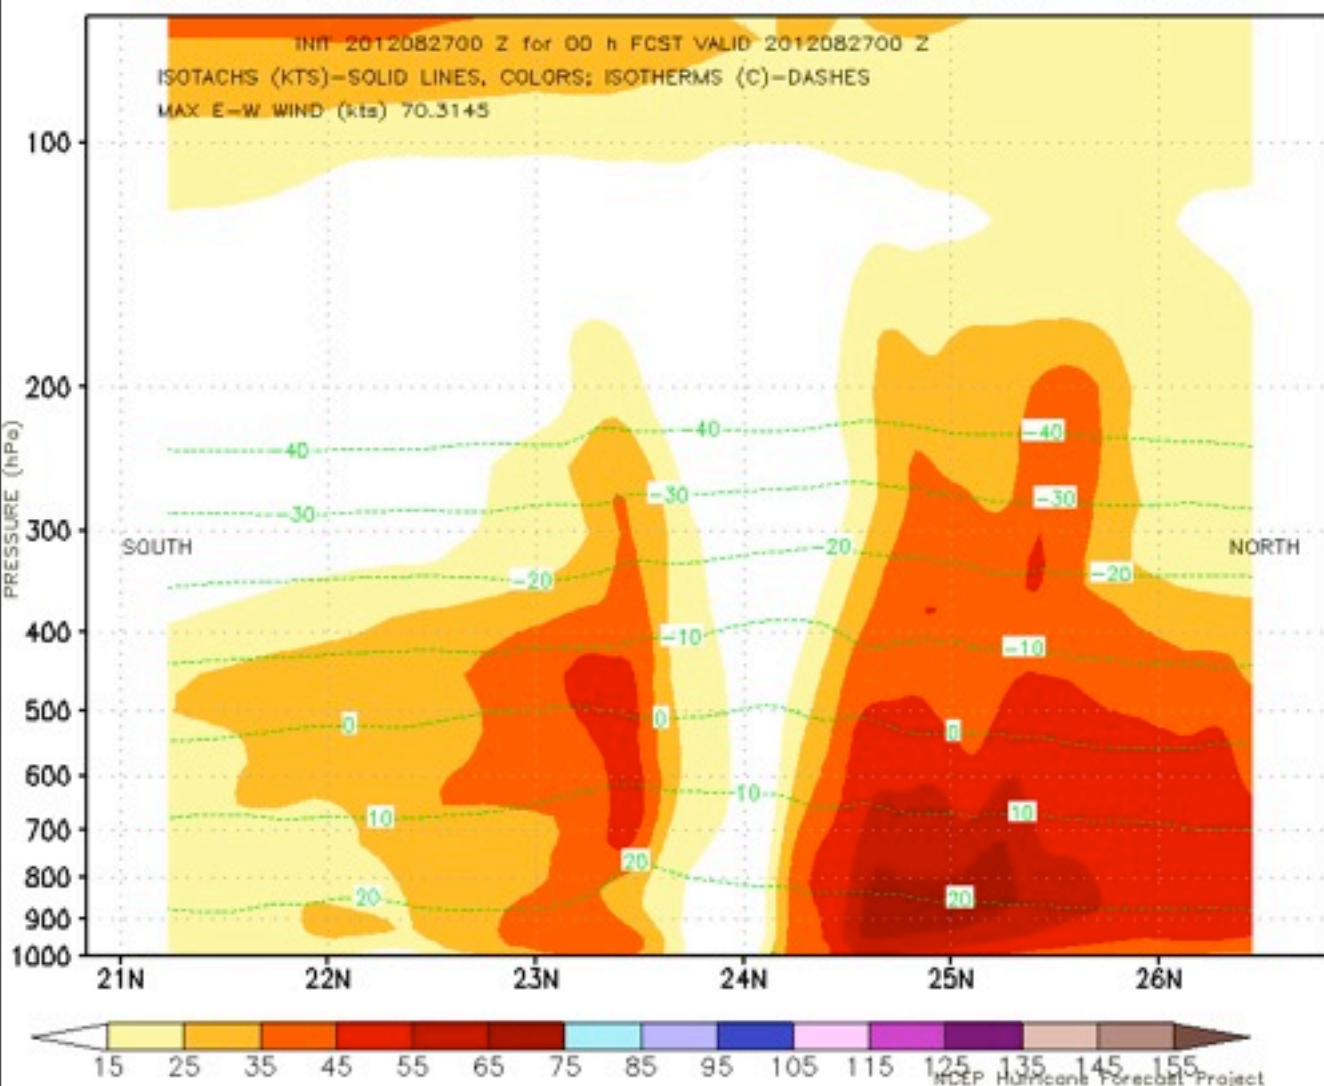 INIT 2012082700 Z for 00 h FCST VALID 2012082700 Z
ISOTACHS (KTS)-SOLID LINES, COLORS; ISOTHERMS (C)-DASHES
MAX E-W WIND (kts) 70.3145
100
200
-40 -40 -40
-30 -30 -30
300
SOUTH NORTH
PRESSURE (hPa)
-20 -20 -20
400
-10 -10
500
0 0 0
600
10 10 10
700
20
800
20 20
900
1000
21N 22N 23N 24N 25N 26N
15 25 35 45 55 65 75 85 95 105 115 125 135 145 155
NCEP Hurricane Forecast Project